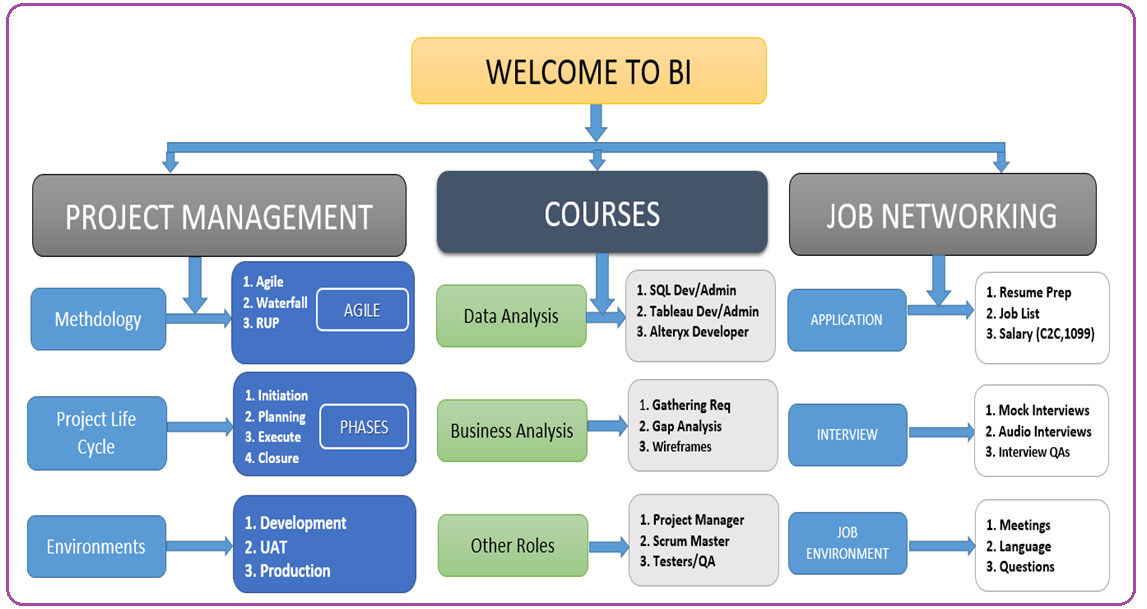 WELCOME TO BI
PROJECT MANAGEMENT
Methdology
1. Agile
2. Waterfall
3. RUP
AGILE
Project Life
Cycle
1. Initiation
2. Planning
3. Execute
4. Closure
PHASES
Environments
1. Development
2. UAT
3. Production
COURSES
Data Analysis
1. SQL Dev/Admin
2. Tableau Dev/Admin
3. Alteryx Developer
Business Analysis
1. Gathering Req
2. Gap Analysis
3. Wireframes
Other Roles
1. Project Manager
2. Scrum Master
3. Testers/QA
JOB NETWORKING
APPLICATION
1. Resume Prep
2. Job List
3. Salary (C2C,1099)
INTERVIEW
1. Mock Interviews
2. Audio Interviews
3. Interview QAs
JOB
ENVIRONMENT
1. Meetings
2. Language
3. Questions